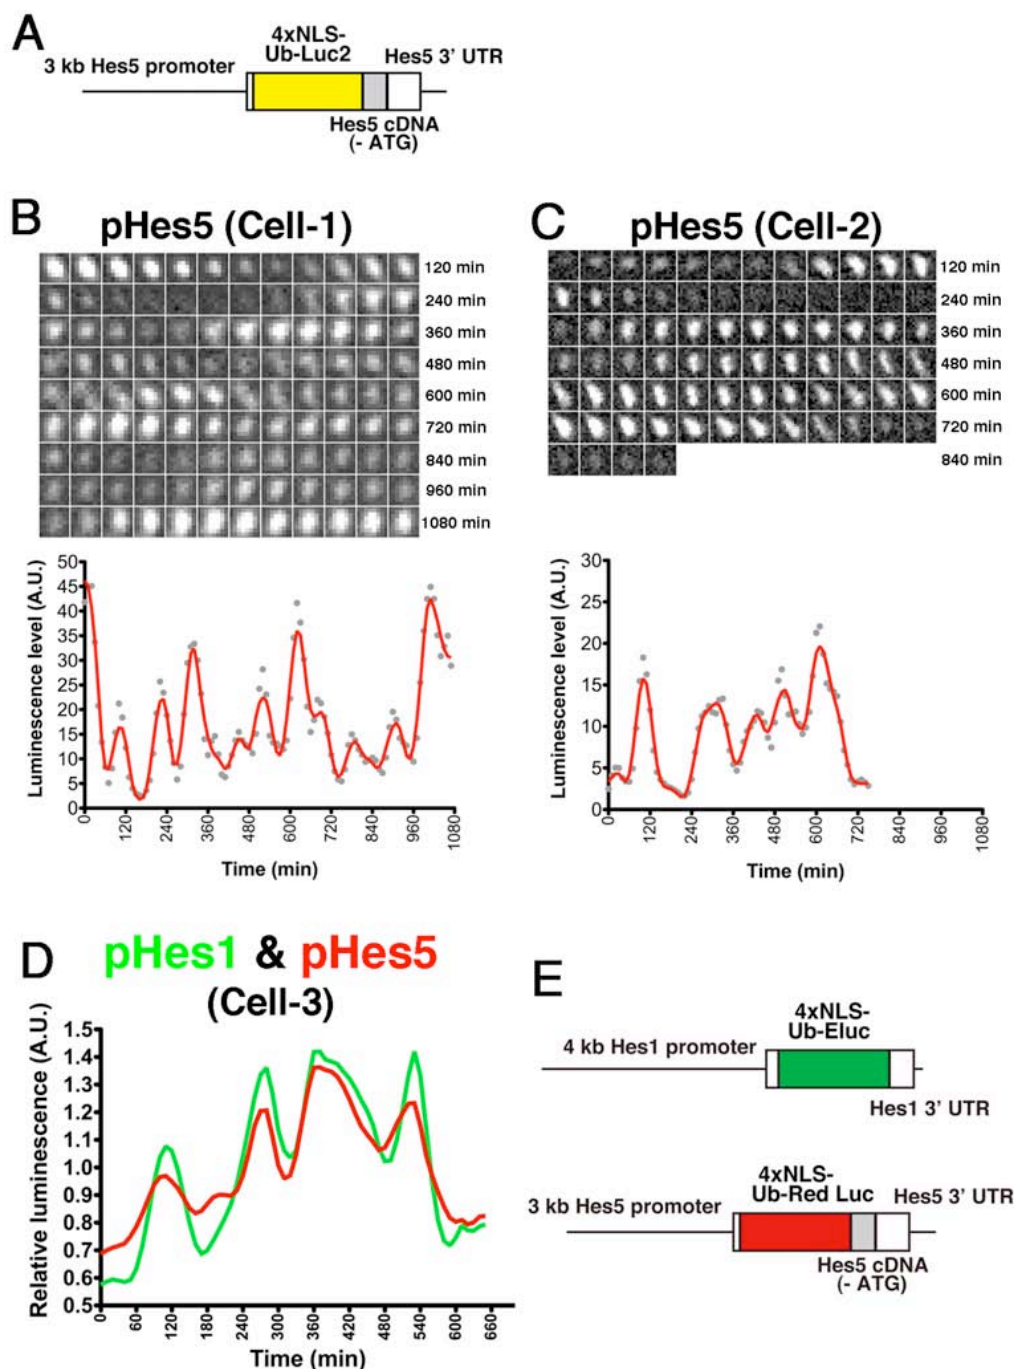 A
3 kb Hes5 promoter
4xNLS-
Ub-Luc2
Hes5 3' UTR
Hes5 cDNA
(- ATG)
B
pHes5 (Cell-1)
120 min
240 min
360 min
480 min
600 min
720 min
840 min
960 min
1080 min
Luminescence level (A.U.)
50
45
40
35
30
25
20
15
10
5
0
0 120 240 360 480 600 720 840 960 1080
Time (min)
C
pHes5 (Cell-2)
120 min
240 min
360 min
480 min
600 min
720 min
840 min
Luminescence level (A.U.)
30
25
20
15
10
5
0
0 120 240 360 480 600 720 840 960 1080
Time (min)
D
pHes1 & pHes5
(Cell-3)
Relative luminescence (A.U.)
1.5
1.4
1.3
1.2
1.1
1.0
0.9
0.8
0.7
0.6
0.5
0 60 120 180 240 300 360 420 480 540 600 660
Time (min)
E
4 kb Hes1 promoter
4xNLS-
Ub-Eluc
Hes1 3' UTR
3 kb Hes5 promoter
4xNLS-
Ub-Red Luc
Hes5 3' UTR
Hes5 cDNA
(- ATG)